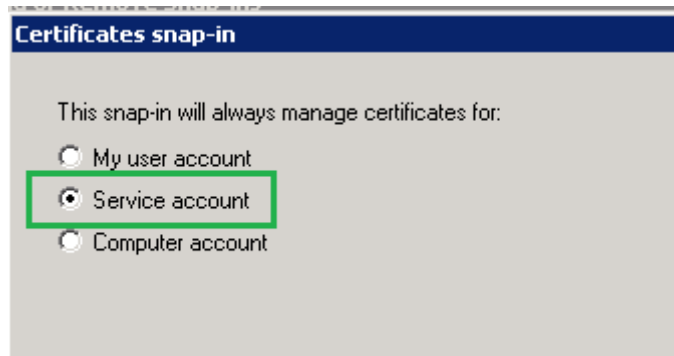 Certificates snap-in
This snap-in will always manage certificates for:
My user account
Service account
Computer account